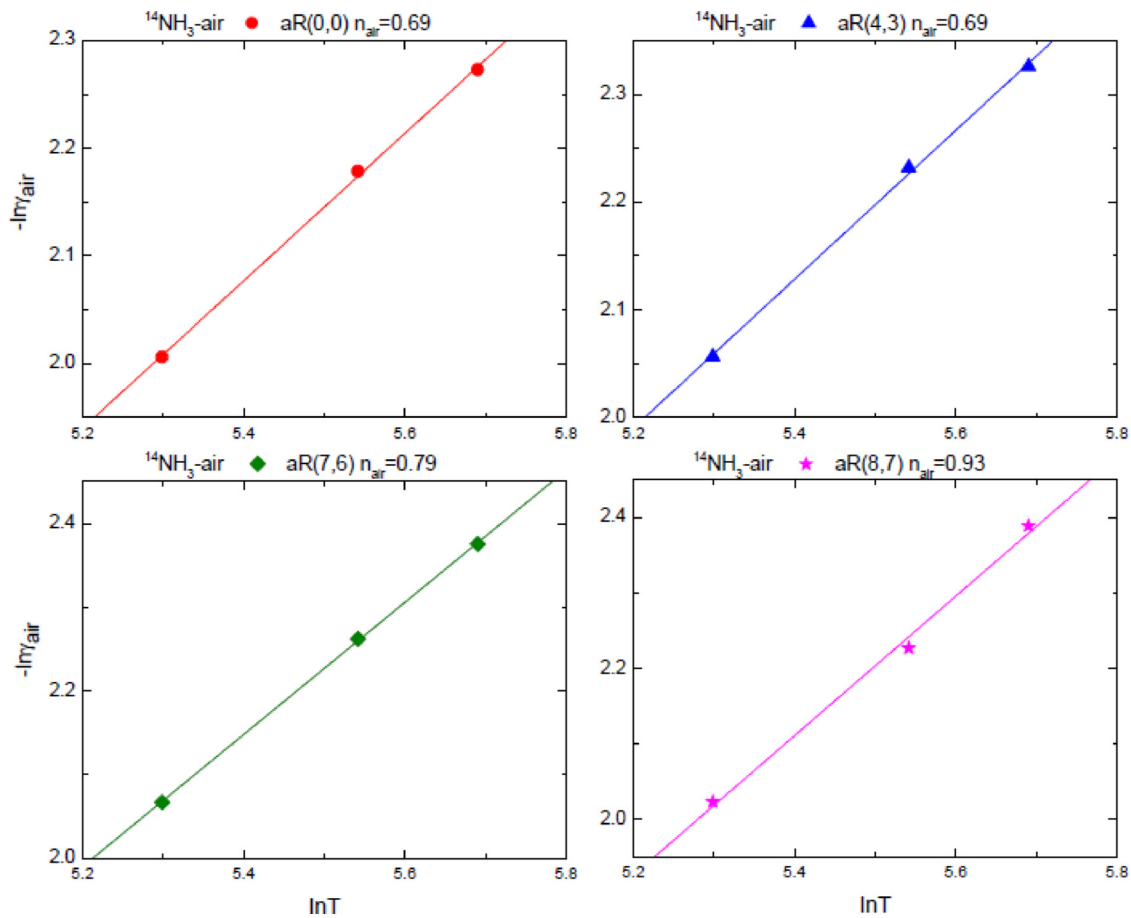 ¹⁴NH₃-air aR(0,0) nₐᵢᵣ=0.69
¹⁴NH₃-air aR(4,3) nₐᵢᵣ=0.69
2.3
2.2
2.1
2.0
-lnγₐᵢᵣ
5.2 5.4 5.6 5.8
2.3
2.2
2.1
2.0
5.2 5.4 5.6 5.8
¹⁴NH₃-air aR(7,6) nₐᵢᵣ=0.79
¹⁴NH₃-air aR(8,7) nₐᵢᵣ=0.93
2.4
2.2
2.0
-lnγₐᵢᵣ
5.2 5.4 5.6 5.8
lnT
2.4
2.2
2.0
5.2 5.4 5.6 5.8
lnT